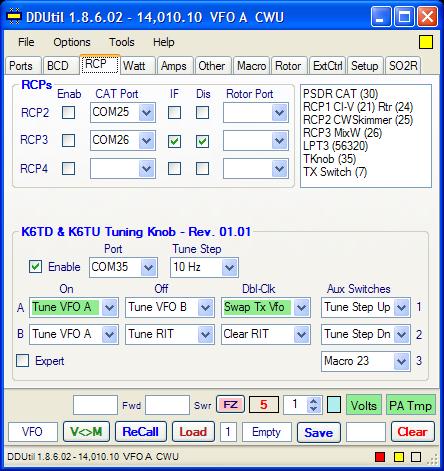 DDUtil 1.8.6.02 - 14,010.10 VFO A CWU
File Options Tools Help
Ports BCD RCP Watt Amps Other Macro Rotor ExtCtrl Setup SO2R
RCPs
Enab CAT Port IF Dis Rotor Port
RCP2 COM25
RCP3 COM26
RCP4
PSDR CAT (30)
RCP1 CI-V (21) Rtr (24)
RCP2 CWSkimmer (25)
RCP3 MixW (26)
LPT3 (56320)
TKnob (35)
TX Switch (7)
K6TD & K6TU Tuning Knob - Rev. 01.01
Port Tune Step
Enable COM35 10 Hz
On Off Dbl-Clk Aux Switches
A Tune VFO A Tune VFO B Swap Tx Vfo Tune Step Up 1
B Tune VFO A Tune RIT Clear RIT Tune Step Dn 2
Expert Macro 23 3
Fwd Swr FZ 5 1 Volts PA Tmp
VFO V<>M ReCall Load 1 Empty Save Clear
DDUtil 1.8.6.02 - 14,010.10 VFO A CWU